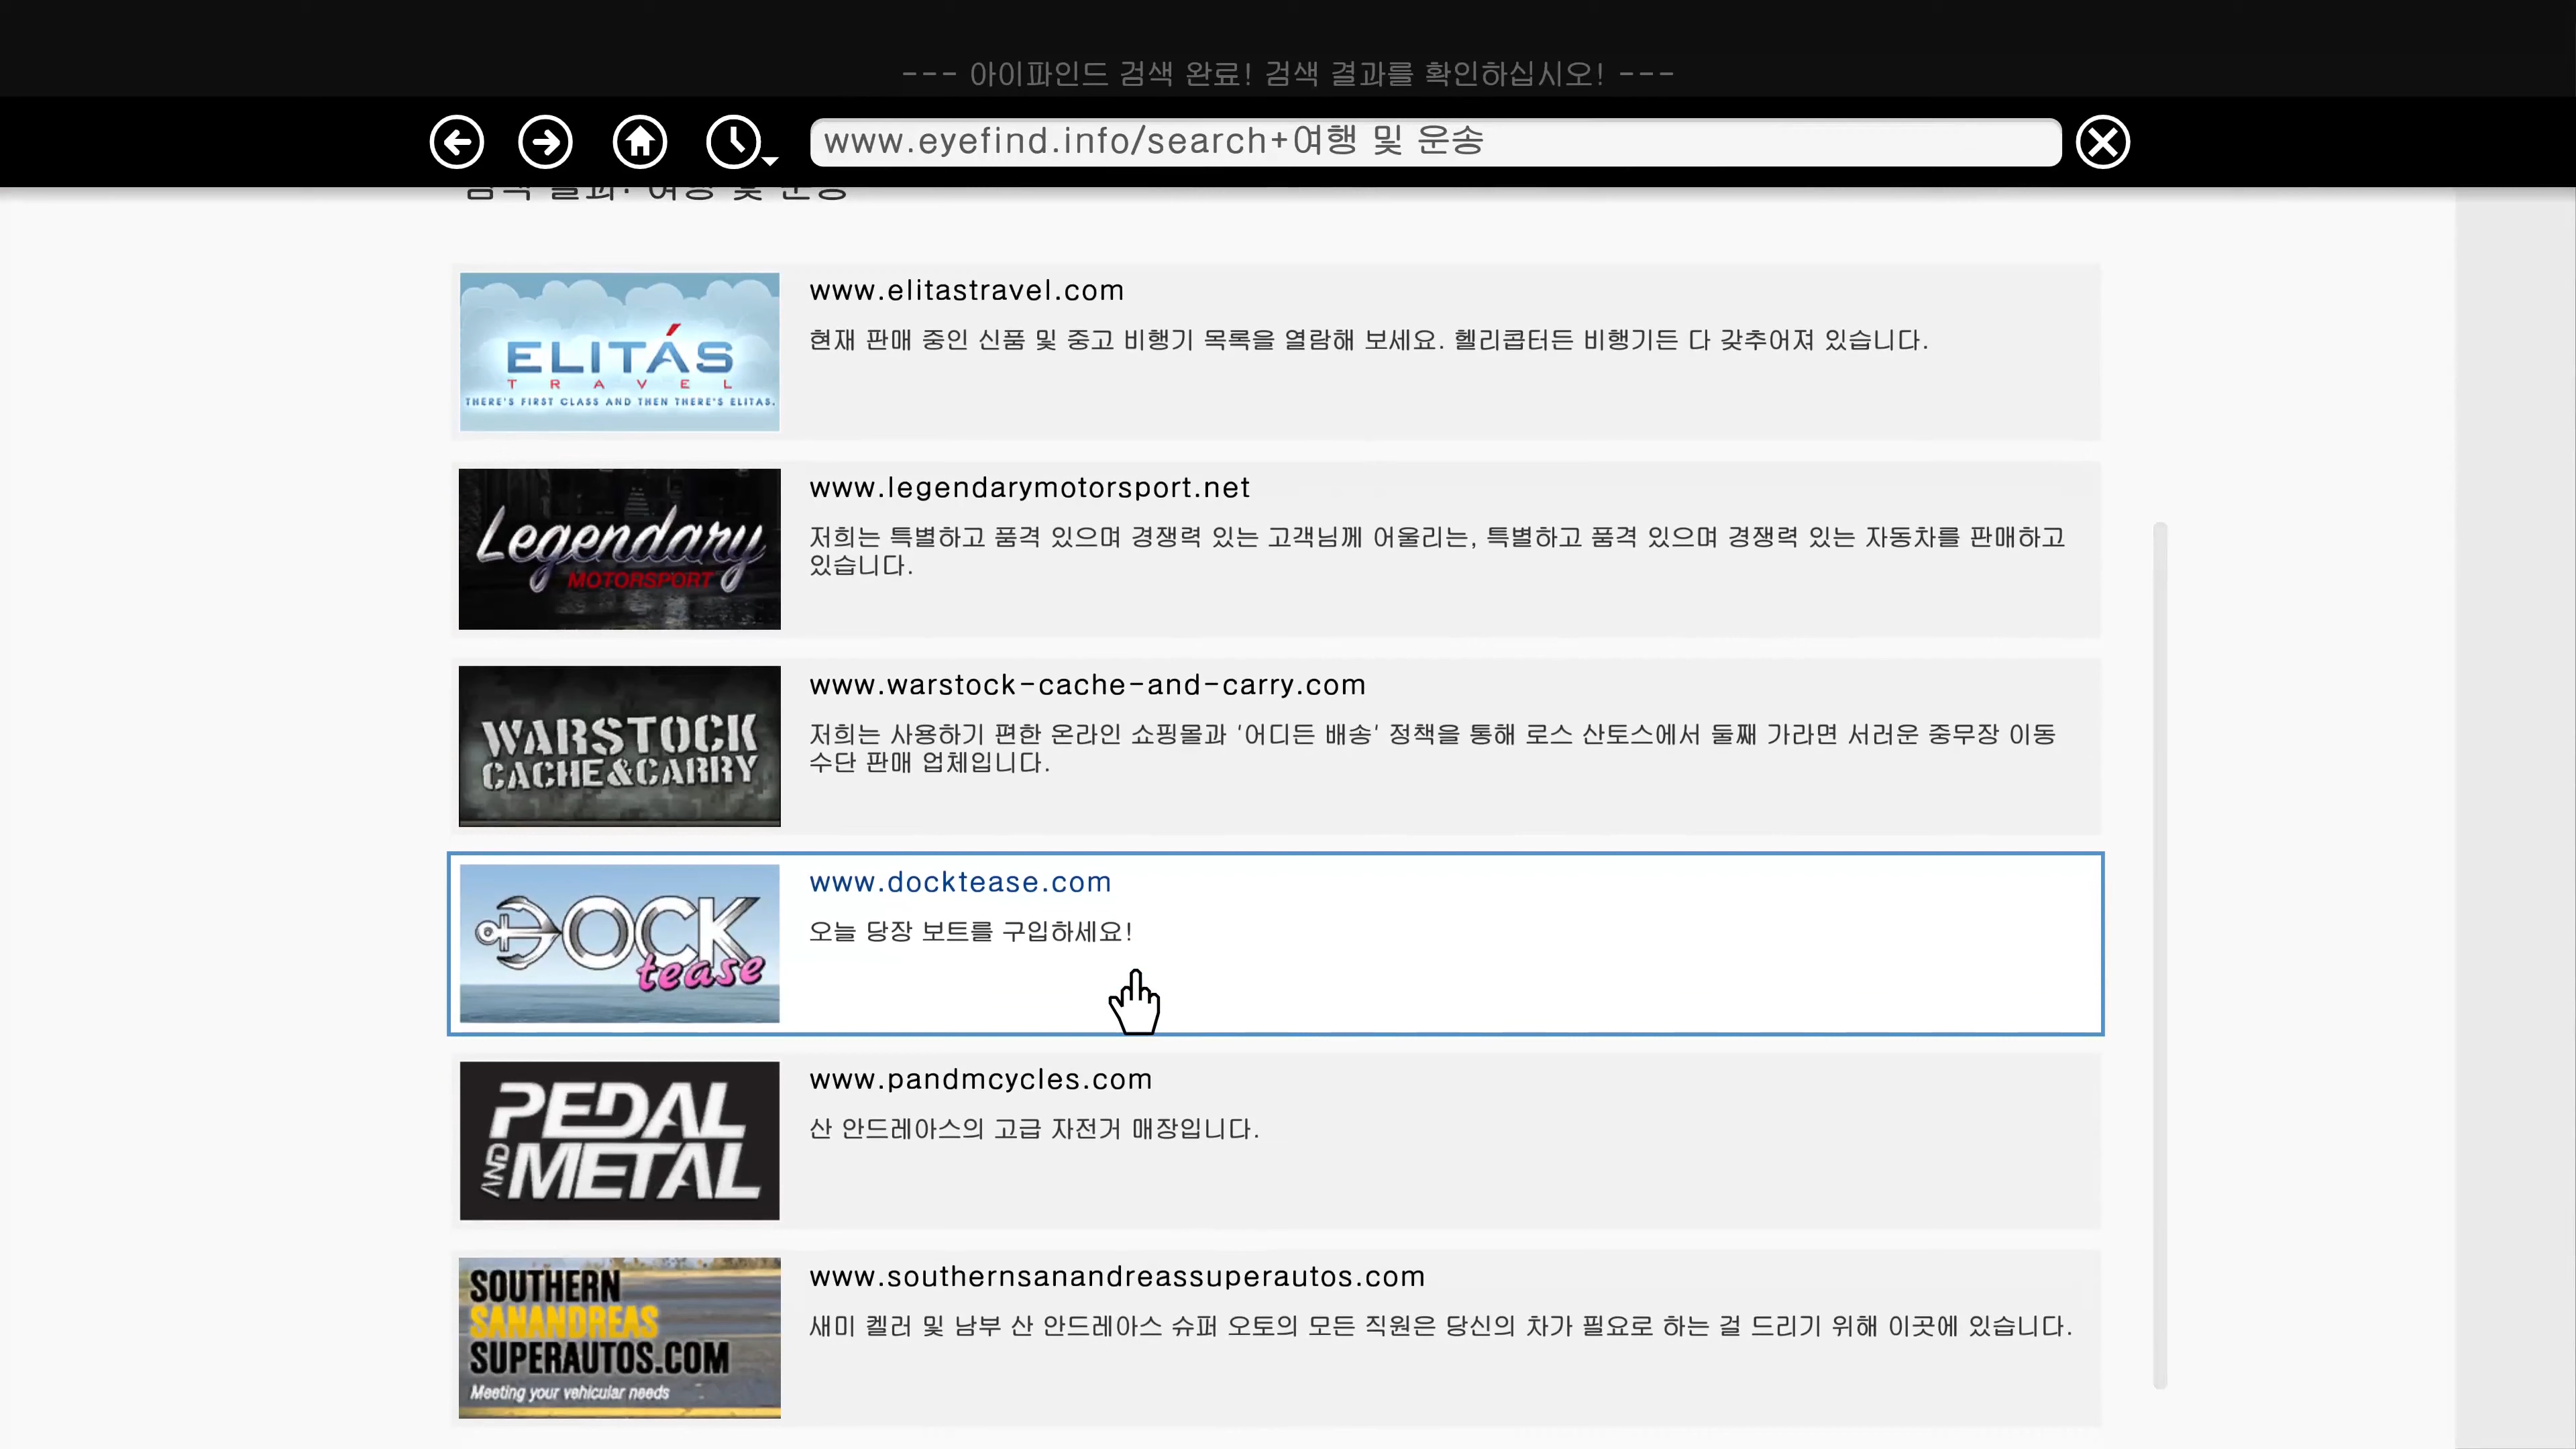 --- 아이파인드 검색 완료! 검색 결과를 확인하십시오! ---
www.eyefind.info/search+여행 및 운송
검색 결과: 여행 및 운송
ELITÁS
TRAVEL
THERE'S FIRST CLASS AND THEN THERE'S ELITAS.
www.elitastravel.com
현재 판매 중인 신품 및 중고 비행기 목록을 열람해 보세요. 헬리콥터든 비행기든 다 갖추어져 있습니다.
Legendary
MOTORSPORT
www.legendarymotorsport.net
저희는 특별하고 품격 있으며 경쟁력 있는 고객님께 어울리는, 특별하고 품격 있으며 경쟁력 있는 자동차를 판매하고
있습니다.
WARSTOCK
CACHE&CARRY
www.warstock-cache-and-carry.com
저희는 사용하기 편한 온라인 쇼핑몰과 '어디든 배송' 정책을 통해 로스 산토스에서 둘째 가라면 서러운 중무장 이동
수단 판매 업체입니다.
DOCK
tease
www.docktease.com
오늘 당장 보트를 구입하세요!
PEDAL
AND METAL
www.pandmcycles.com
산 안드레아스의 고급 자전거 매장입니다.
SOUTHERN
SANANDREAS
SUPERAUTOS.COM
Meeting your vehicular needs
www.southernsanandreassuperautos.com
새미 켈러 및 남부 산 안드레아스 슈퍼 오토의 모든 직원은 당신의 차가 필요로 하는 걸 드리기 위해 이곳에 있습니다.